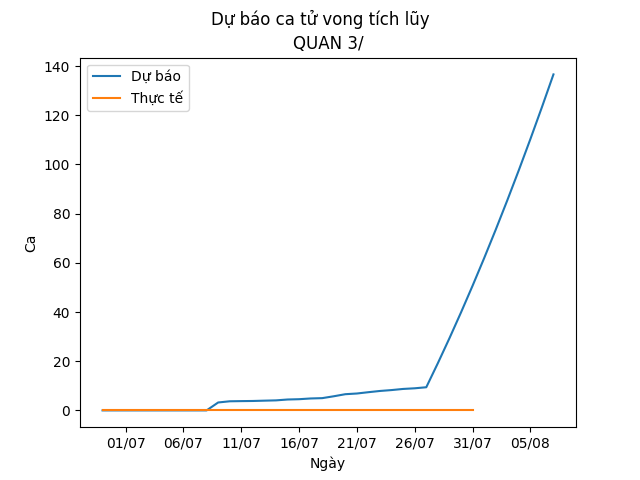 Dự báo ca tử vong tích lũy
QUAN 3/
Dự báo
Thực tế
140
120
100
80
60
40
20
0
Ca
01/07 06/07 11/07 16/07 21/07 26/07 31/07 05/08
Ngày